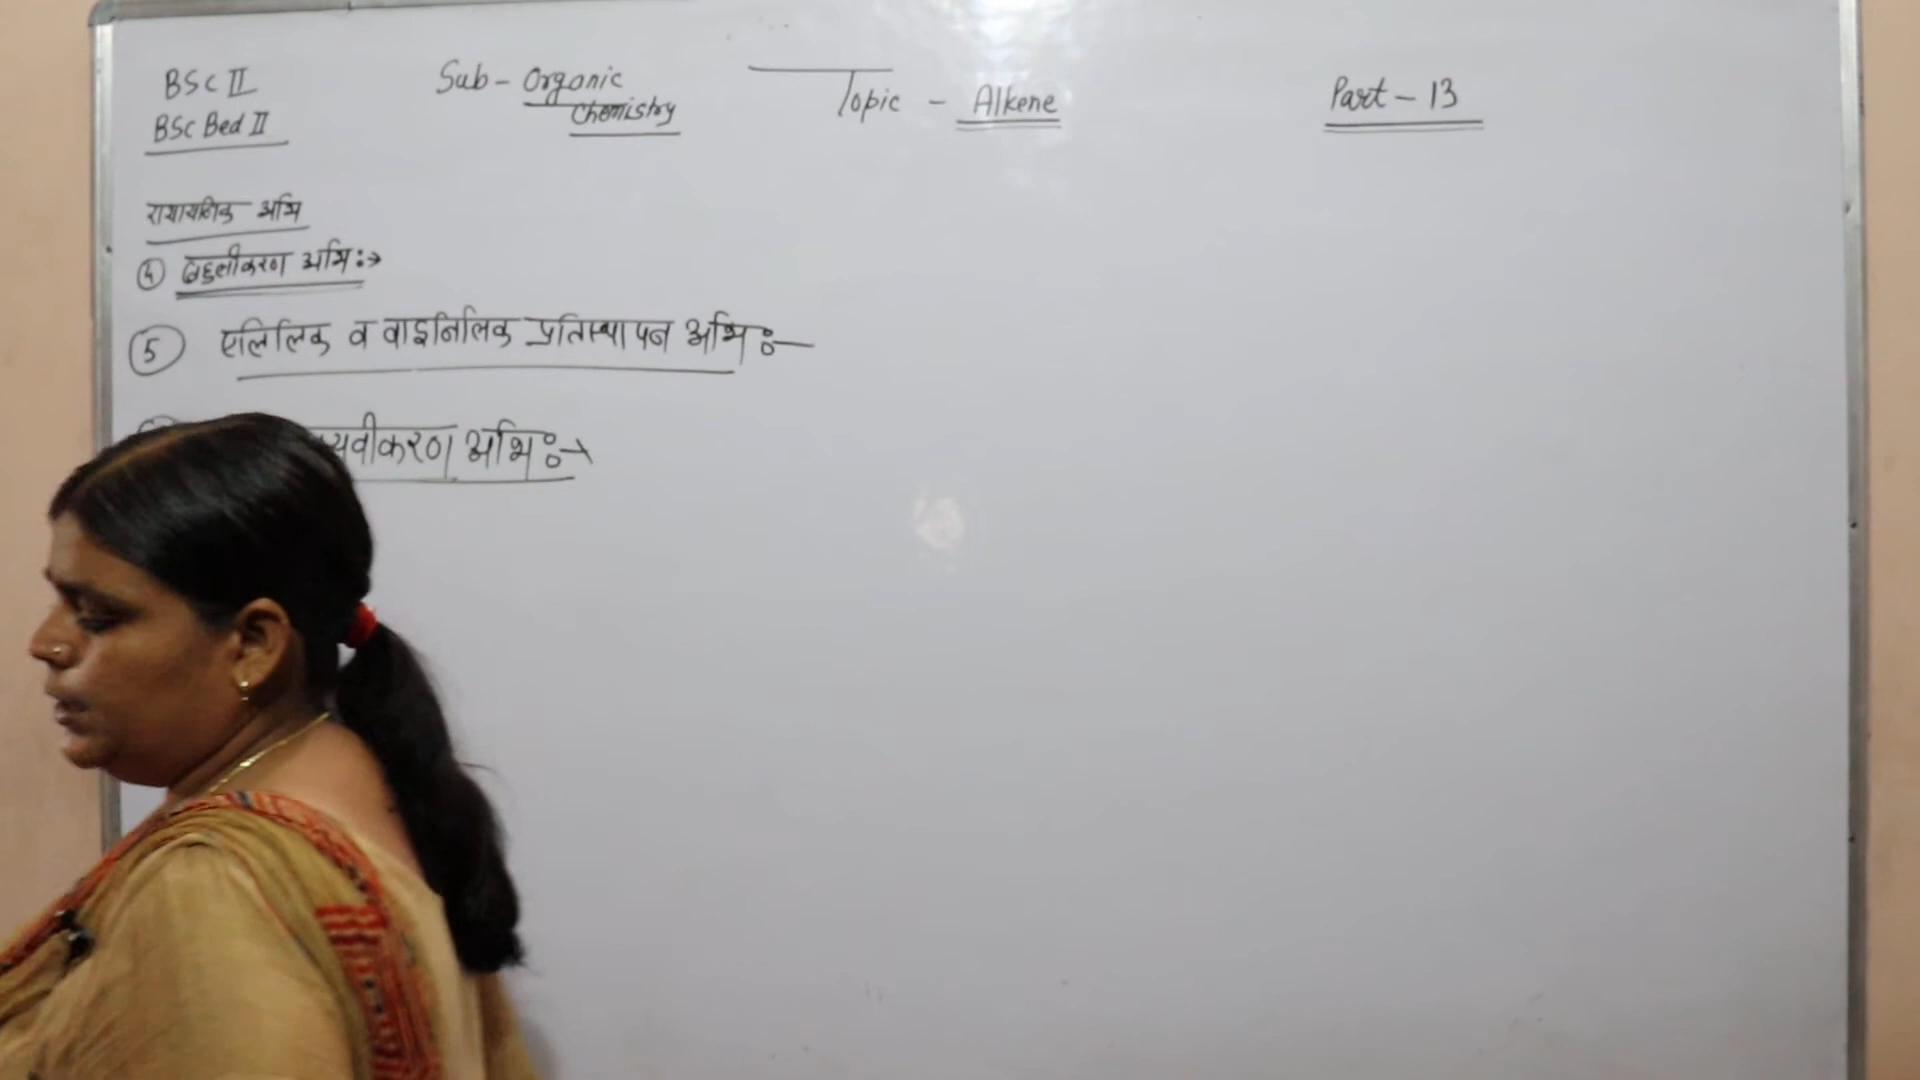 BSc II
BSc Bed II
Sub - Organic
Chemistry
Topic - Alkene
Part - 13
रासायनिक अभि
④ बहुलीकरण अभि :→
⑤ एलिलिक व वाइनिलिक प्रतिस्थापन अभि :—
यवीकरण अभि :→